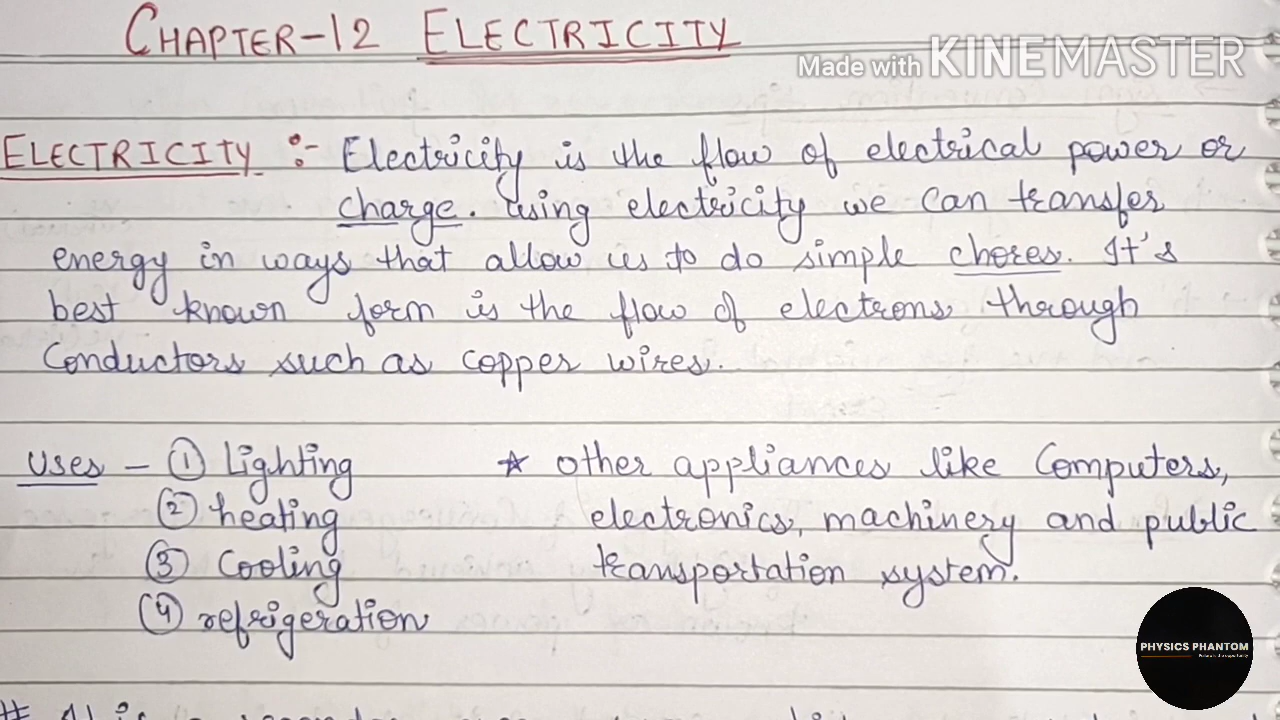 CHAPTER-12 ELECTRICITY
Made with KINEMASTER
ELECTRICITY :- Electricity is the flow of electrical power or
charge. Using electricity we can transfer
energy in ways that allow us to do simple chores. It's
best known form is the flow of electrons through
Conductors such as copper wires.
Uses - ① Lighting
② heating
③ Cooling
④ refrigeration
☆ Other appliances like Computers,
electronics, machinery and public
transportation system.
PHYSICS PHANTOM